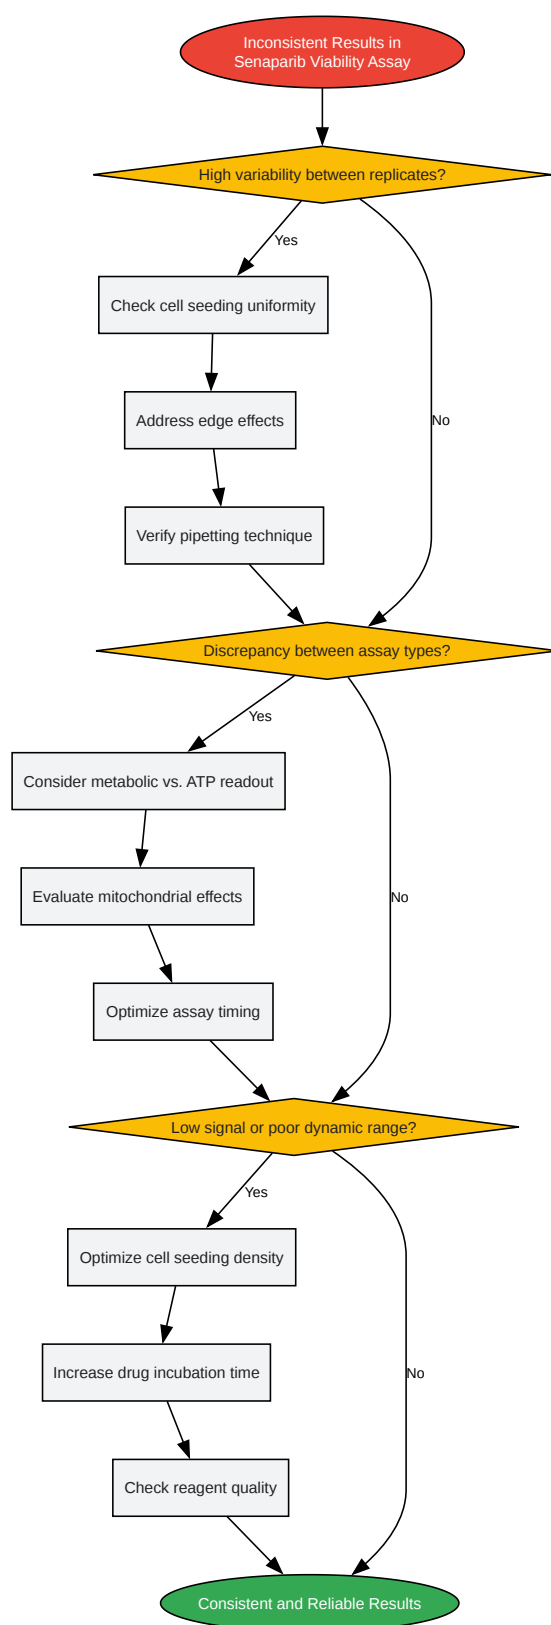 Inconsistent Results in
Senaparib Viability Assay
High variability between replicates?
Yes
Check cell seeding uniformity
Address edge effects
No
Verify pipetting technique
Discrepancy between assay types?
Yes
Consider metabolic vs. ATP readout
Evaluate mitochondrial effects
No
Optimize assay timing
Low signal or poor dynamic range?
Yes
Optimize cell seeding density
Increase drug incubation time
No
Check reagent quality
Consistent and Reliable Results